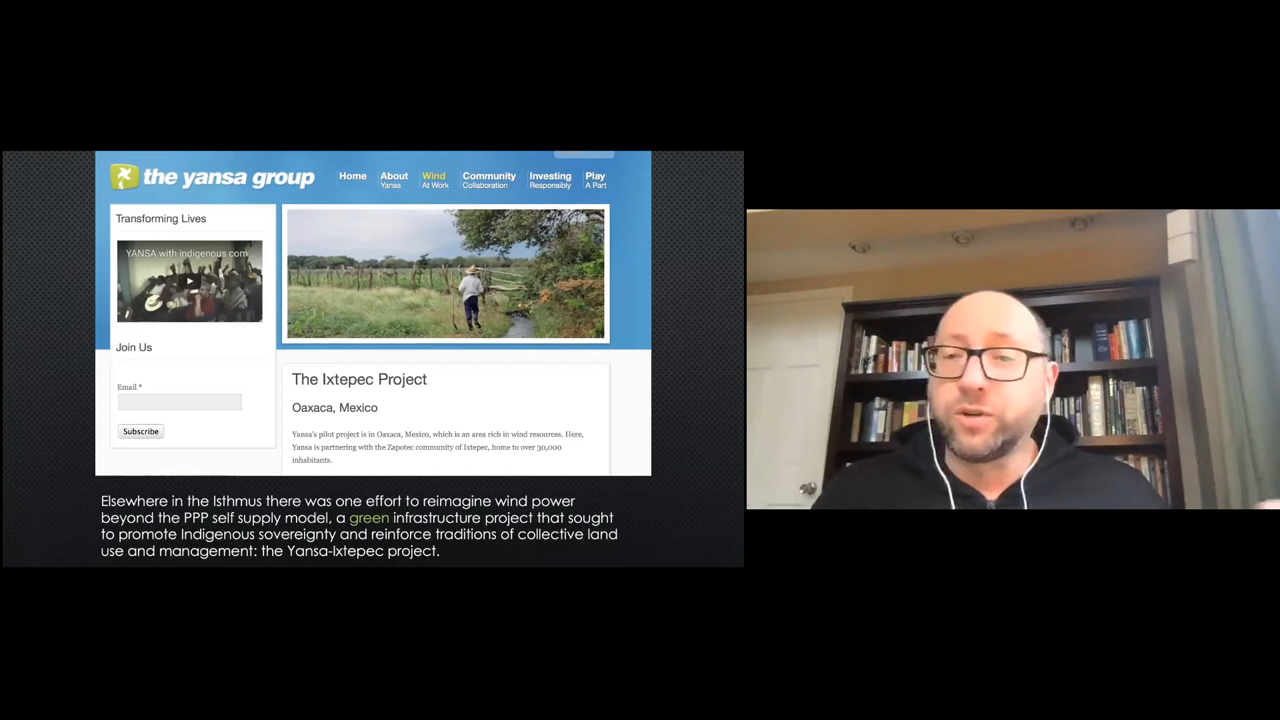 the yansa group
Home
About
Yansa
Wind
At Work
Community
Collaboration
Investing
Responsibly
Play
A Part
Transforming Lives
YANSA with indigenous com
Join Us
Email *
Subscribe
The Ixtepec Project
Oaxaca, Mexico
Yansa's pilot project is in Oaxaca, Mexico, which is an area rich in wind resources. Here,
Yansa is partnering with the Zapotec community of Ixtepec, home to over 30,000
inhabitants.
Elsewhere in the Isthmus there was one effort to reimagine wind power
beyond the PPP self supply model, a green infrastructure project that sought
to promote Indigenous sovereignty and reinforce traditions of collective land
use and management: the Yansa-Ixtepec project.